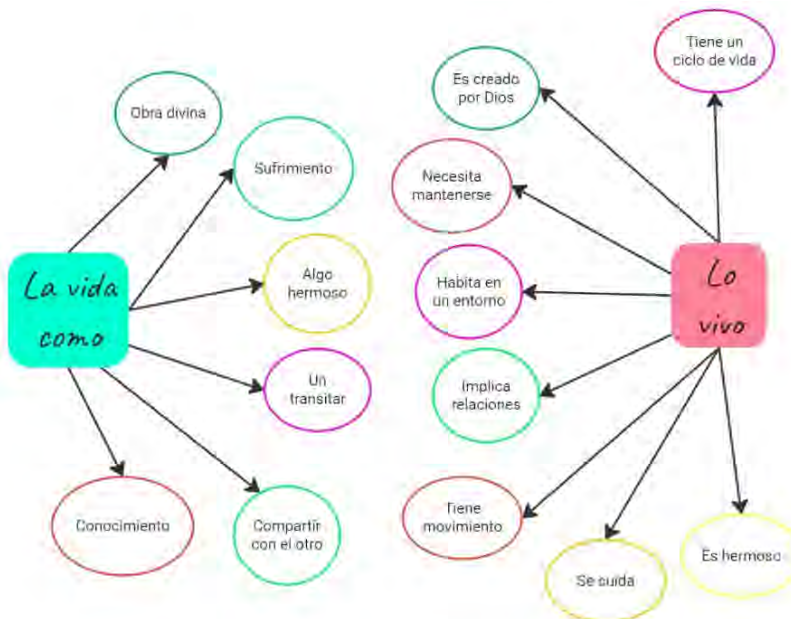 La vida
como
Obra divina
Sufrimiento
Algo
hermoso
Un
transitar
Compartir
con el otro
Conocimiento
Lo
vivo
Tiene un
ciclo de vida
Es creado
por Dios
Necesita
mantenerse
Habita en
un entorno
Implica
relaciones
Tiene
movimiento
Se cuida
Es hermoso